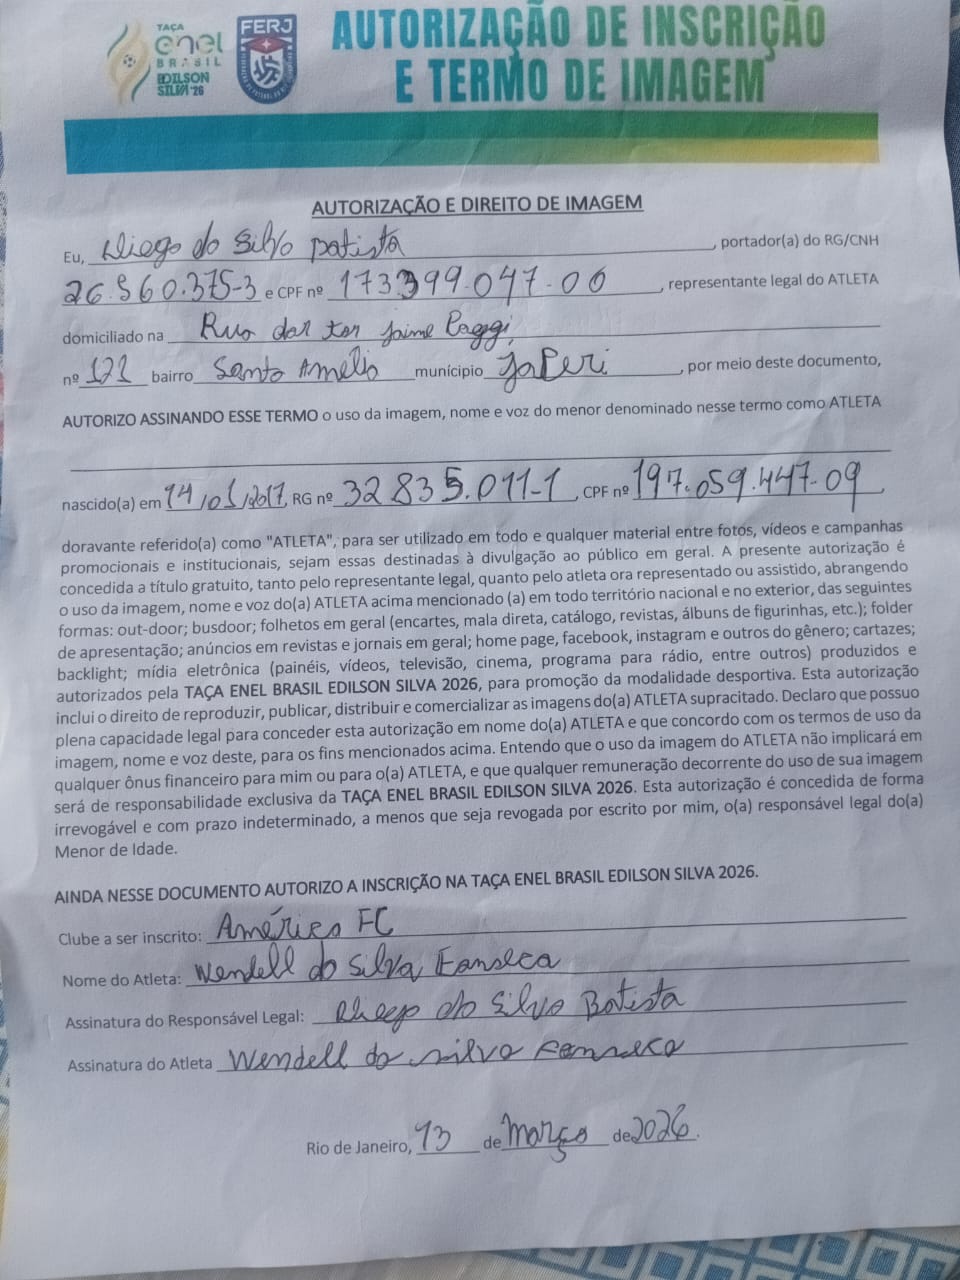 TAÇA
enel
BRASIL
EDILSON
SILVA'26
FERJ
AUTORIZAÇÃO DE INSCRIÇÃO
E TERMO DE IMAGEM
AUTORIZAÇÃO E DIREITO DE IMAGEM
Eu, Diego da Silva Batista, portador(a) do RG/CNH
26.560.375-3 e CPF nº 173399.047-00, representante legal do ATLETA
domiciliado na Rua Jaime
nº 121 bairro Santo Amélia munícipio Japeri, por meio deste documento,
AUTORIZO ASSINANDO ESSE TERMO o uso da imagem, nome e voz do menor denominado nesse termo como ATLETA
nascido(a) em 14/01/2017, RG nº 32835.011-1, CPF nº 197.059.447-09,
doravante referido(a) como "ATLETA", para ser utilizado em todo e qualquer material entre fotos, vídeos e campanhas
promocionais e institucionais, sejam essas destinadas à divulgação ao público em geral. A presente autorização é
concedida a título gratuito, tanto pelo representante legal, quanto pelo atleta ora representado ou assistido, abrangendo
o uso da imagem, nome e voz do(a) ATLETA acima mencionado (a) em todo território nacional e no exterior, das seguintes
formas: out-door; busdoor; folhetos em geral (encartes, mala direta, catálogo, revistas, álbuns de figurinhas, etc.); folder
de apresentação; anúncios em revistas e jornais em geral; home page, facebook, instagram e outros do gênero; cartazes;
backlight; mídia eletrônica (painéis, vídeos, televisão, cinema, programa para rádio, entre outros) produzidos e
autorizados pela TAÇA ENEL BRASIL EDILSON SILVA 2026, para promoção da modalidade desportiva. Esta autorização
inclui o direito de reproduzir, publicar, distribuir e comercializar as imagens do(a) ATLETA supracitado. Declaro que possuo
plena capacidade legal para conceder esta autorização em nome do(a) ATLETA e que concordo com os termos de uso da
imagem, nome e voz deste, para os fins mencionados acima. Entendo que o uso da imagem do ATLETA não implicará em
qualquer ônus financeiro para mim ou para o(a) ATLETA, e que qualquer remuneração decorrente do uso de sua imagem
será de responsabilidade exclusiva da TAÇA ENEL BRASIL EDILSON SILVA 2026. Esta autorização é concedida de forma
irrevogável e com prazo indeterminado, a menos que seja revogada por escrito por mim, o(a) responsável legal do(a)
Menor de Idade.
AINDA NESSE DOCUMENTO AUTORIZO A INSCRIÇÃO NA TAÇA ENEL BRASIL EDILSON SILVA 2026.
Clube a ser inscrito: América FC
Nome do Atleta: Wendell da Silva Fonseca
Assinatura do Responsável Legal: Diego da Silva Batista
Assinatura do Atleta Wendell da Silva Fonseca
Rio de Janeiro, 13 de Março de 2026.